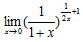 lim_{x→0} (1/(1+x))^{1/(2x)+1}